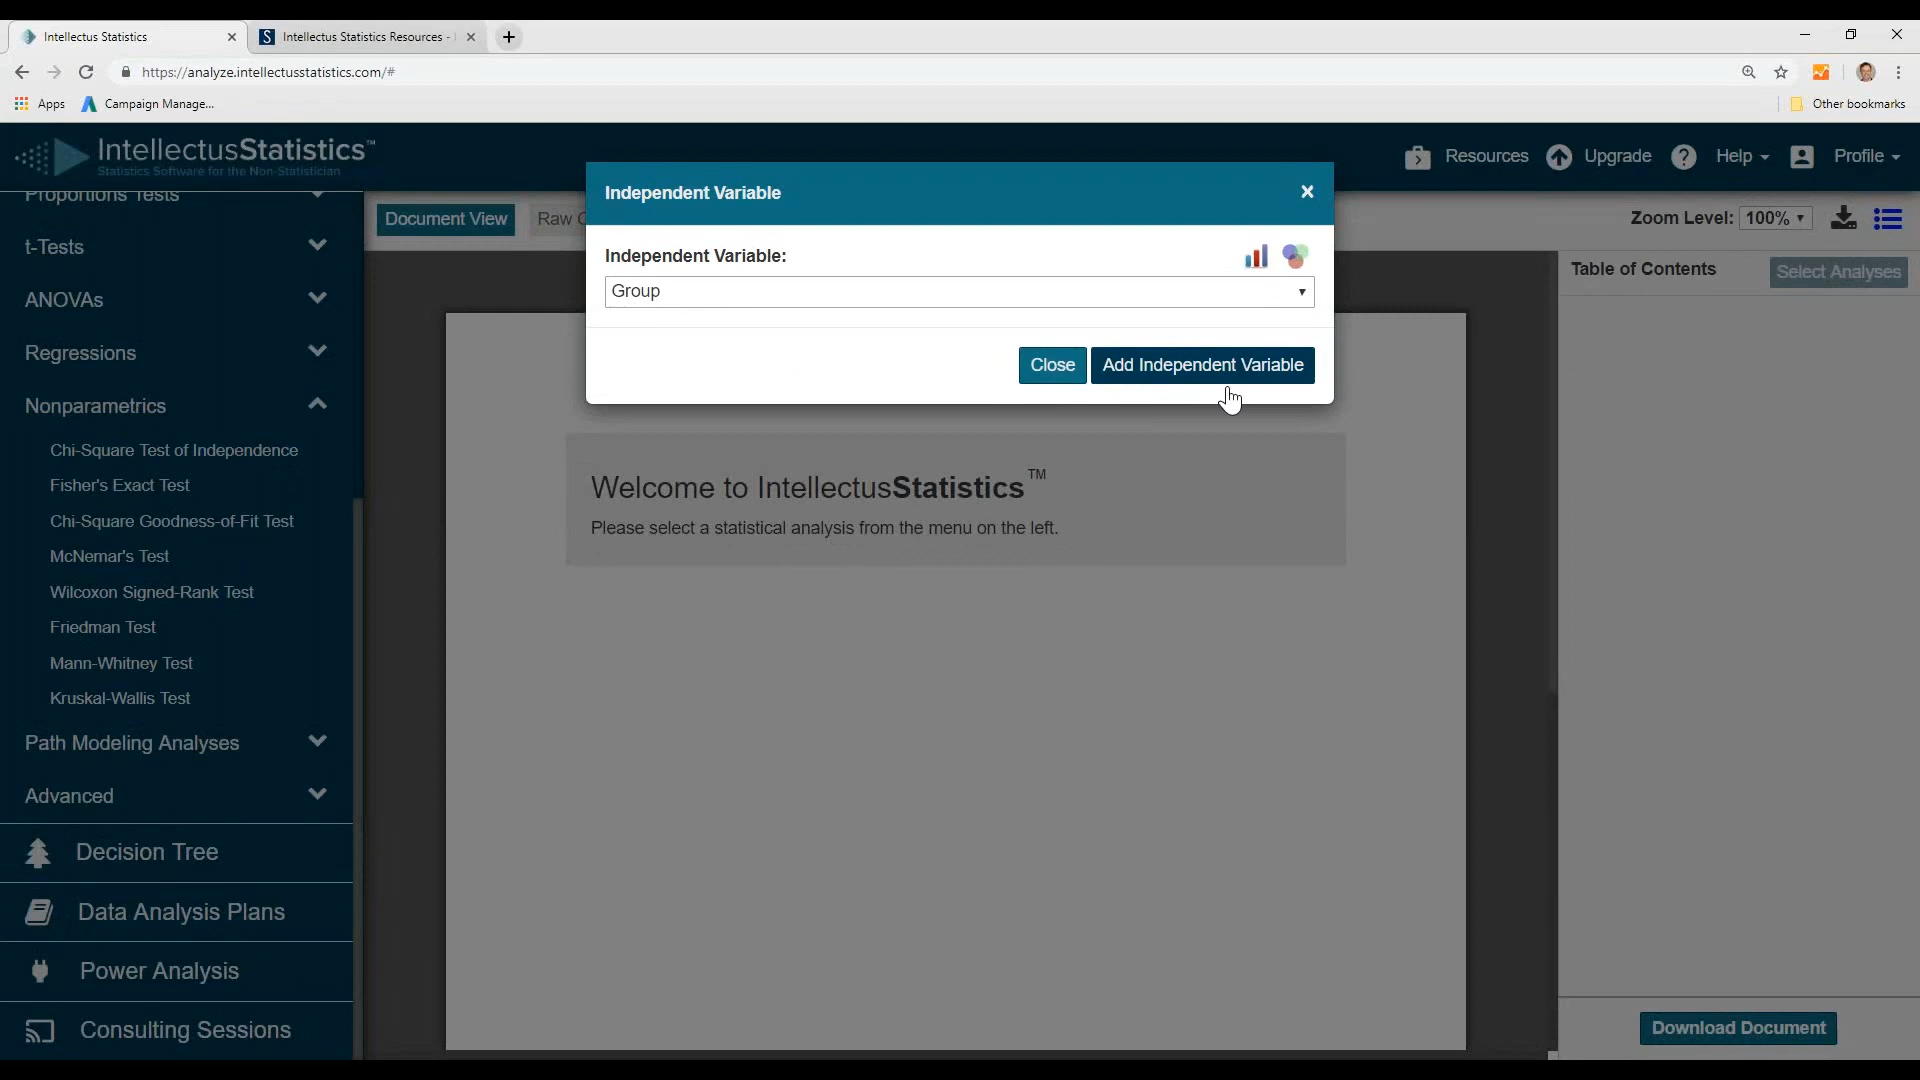 Intellectus Statistics
Intellectus Statistics Resources -
https://analyze.intellectusstatistics.com/#
Apps
Campaign Manage...
Other bookmarks
IntellectusStatistics™
Statistics Software for the Non-Statistician
Resources
Upgrade
Help
Profile
Proportions Tests
t-Tests
ANOVAs
Regressions
Nonparametrics
Chi-Square Test of Independence
Fisher's Exact Test
Chi-Square Goodness-of-Fit Test
McNemar's Test
Wilcoxon Signed-Rank Test
Friedman Test
Mann-Whitney Test
Kruskal-Wallis Test
Path Modeling Analyses
Advanced
Decision Tree
Data Analysis Plans
Power Analysis
Consulting Sessions
Document View
Raw
Zoom Level: 100%
Independent Variable
Independent Variable:
Group
Close
Add Independent Variable
Welcome to IntellectusStatistics™
Please select a statistical analysis from the menu on the left.
Table of Contents
Select Analyses
Download Document